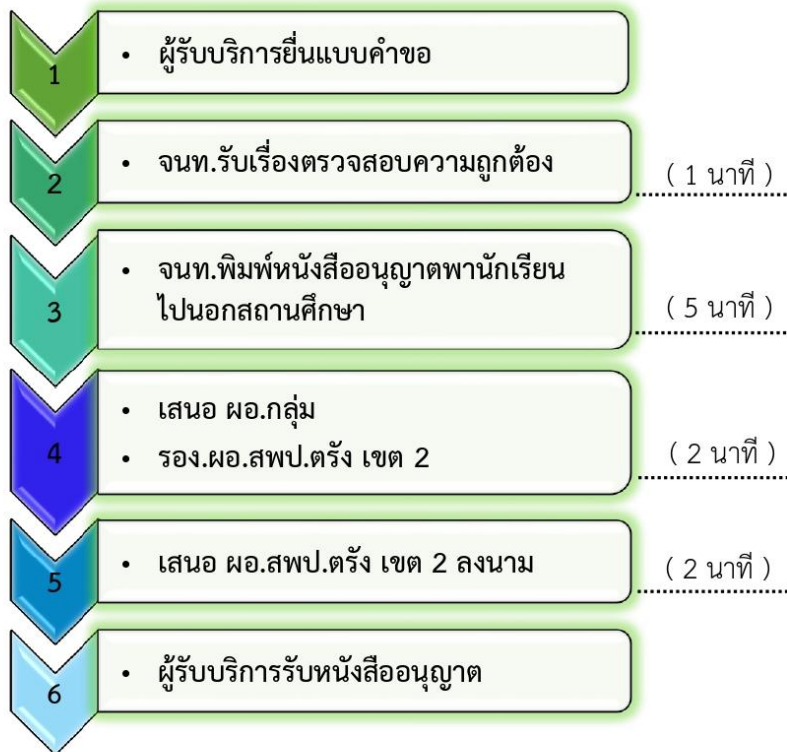 1
• ผู้รับบริการยื่นแบบคำขอ
2
• จนท.รับเรื่องตรวจสอบความถูกต้อง
( 1 นาที )
3
• จนท.พิมพ์หนังสืออนุญาตพานักเรียน
ไปนอกสถานศึกษา
( 5 นาที )
4
• เสนอ ผอ.กลุ่ม
• รอง.ผอ.สพป.ตรัง เขต 2
( 2 นาที )
5
• เสนอ ผอ.สพป.ตรัง เขต 2 ลงนาม
( 2 นาที )
6
• ผู้รับบริการรับหนังสืออนุญาต